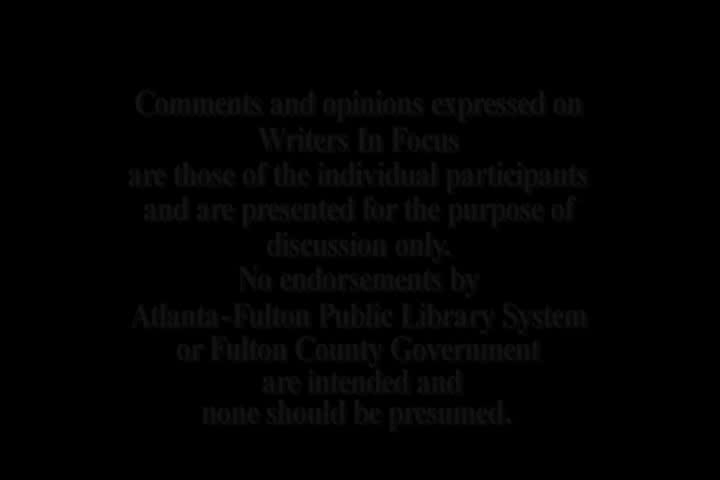 Comments and opinions expressed on
Writers In Focus
are those of the individual participants
and are presented for the purpose of
discussion only.
No endorsements by
Atlanta-Fulton Public Library System
or Fulton County Government
are intended and
none should be presumed.